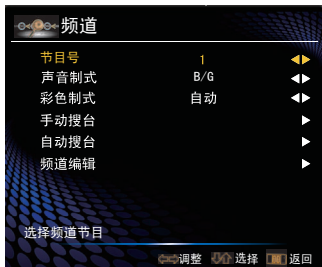 频道
节目号 1
声音制式 B/G
彩色制式 自动
手动搜台
自动搜台
频道编辑
选择频道节目
调整 选择 返回